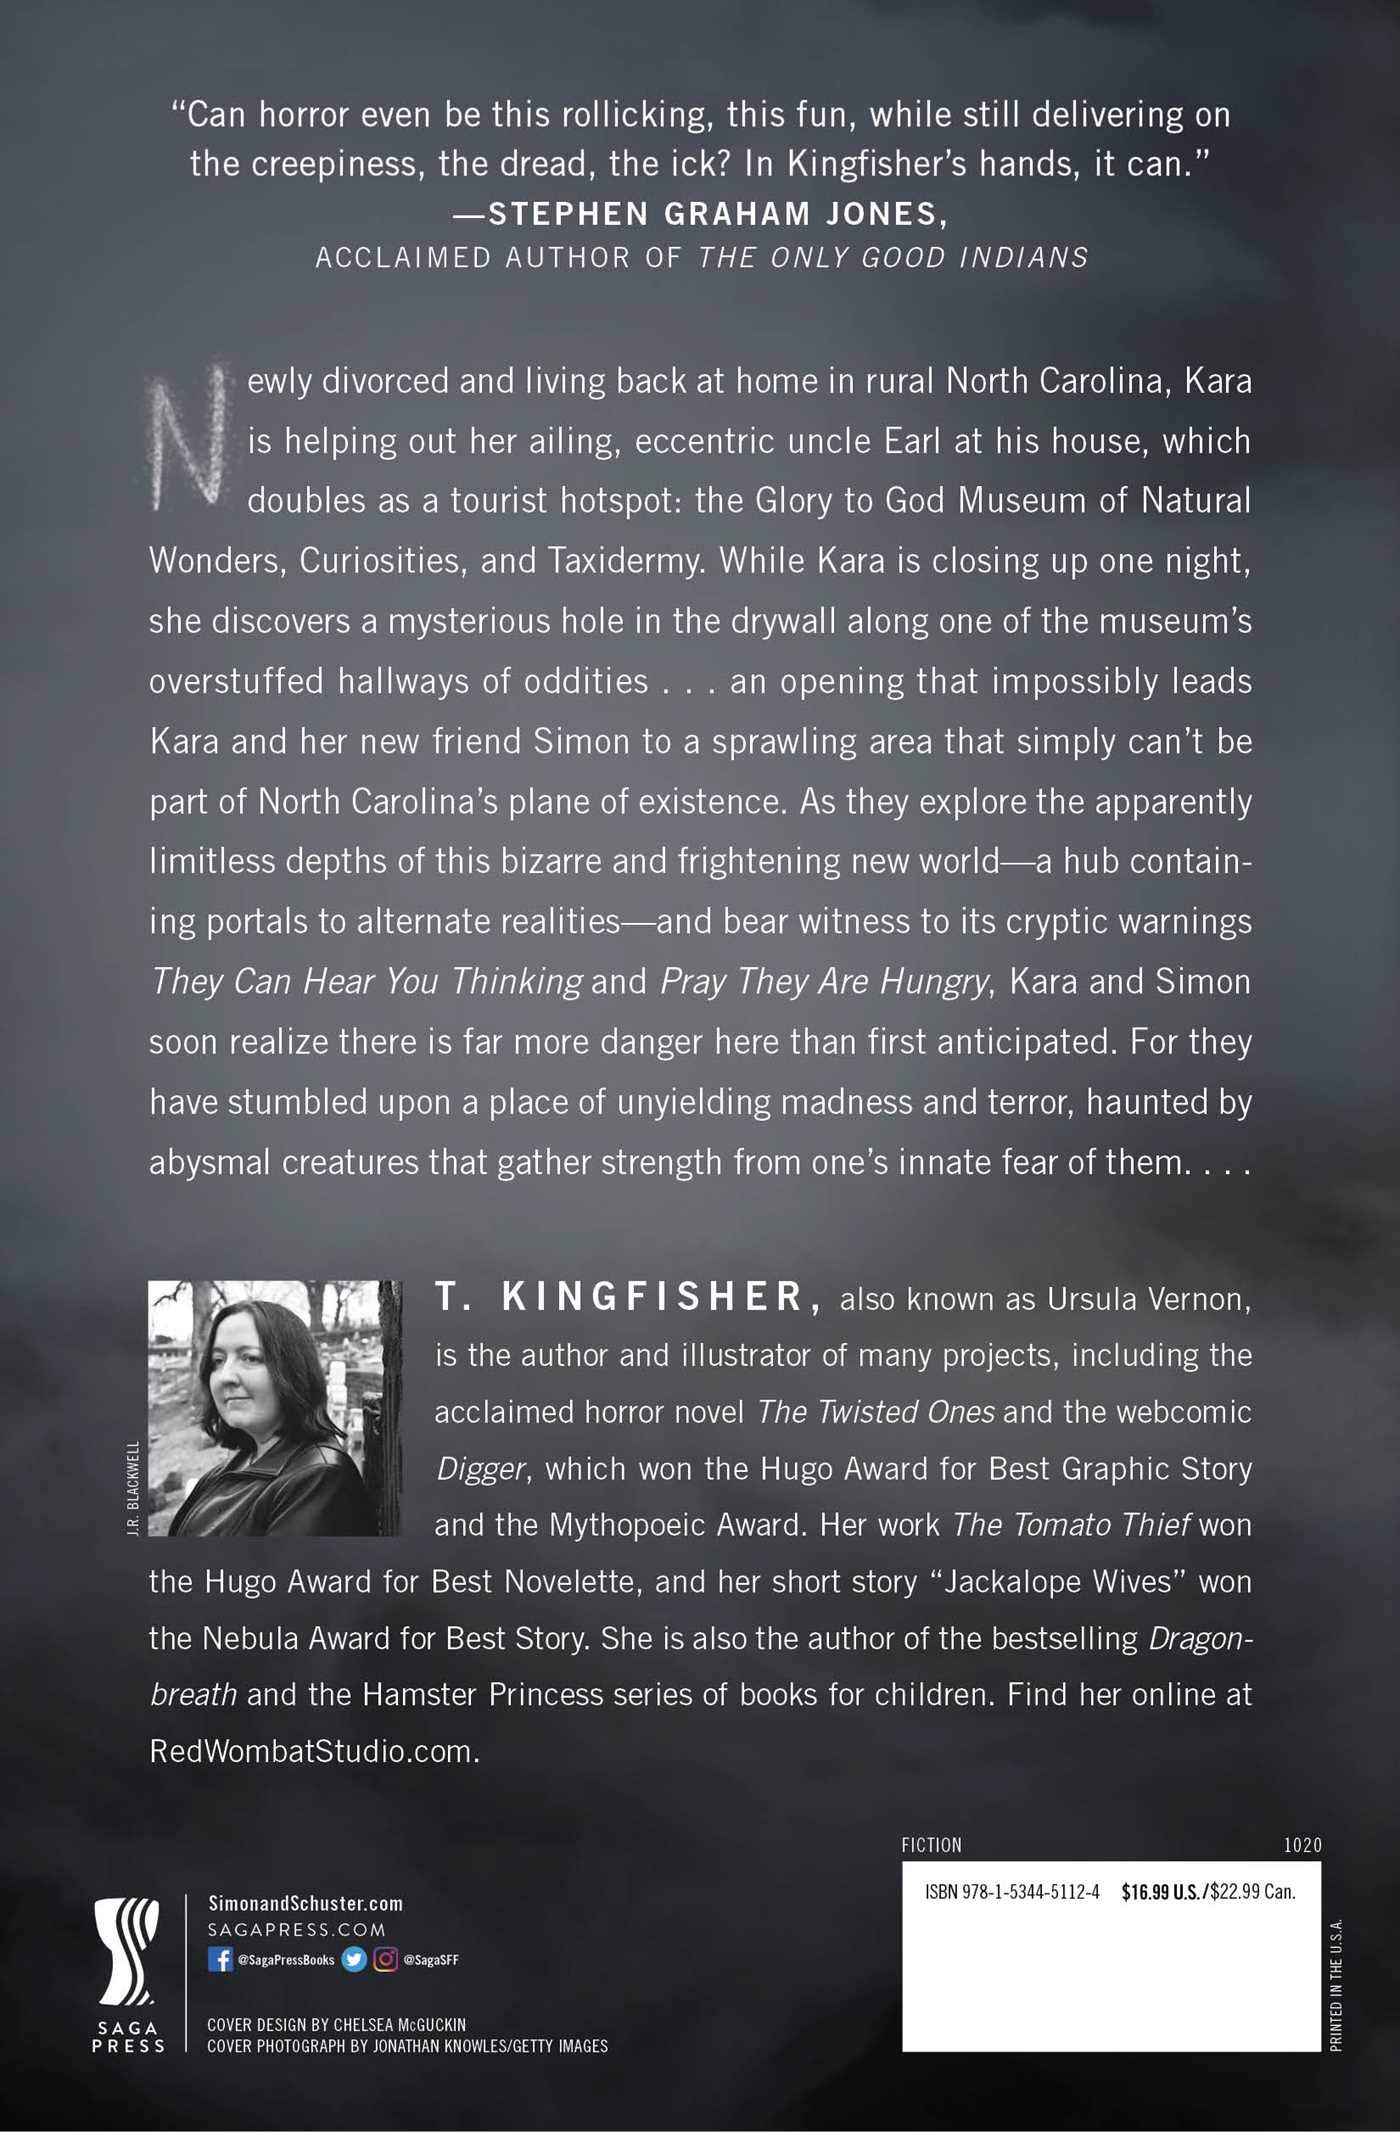 “Can horror even be this rollicking, this fun, while still delivering on
the creepiness, the dread, the ick? In Kingfisher’s hands, it can.”
—STEPHEN GRAHAM JONES,
ACCLAIMED AUTHOR OF THE ONLY GOOD INDIANS
Newly divorced and living back at home in rural North Carolina, Kara
is helping out her ailing, eccentric uncle Earl at his house, which
doubles as a tourist hotspot: the Glory to God Museum of Natural
Wonders, Curiosities, and Taxidermy. While Kara is closing up one night,
she discovers a mysterious hole in the drywall along one of the museum’s
overstuffed hallways of oddities . . . an opening that impossibly leads
Kara and her new friend Simon to a sprawling area that simply can’t be
part of North Carolina’s plane of existence. As they explore the apparently
limitless depths of this bizarre and frightening new world—a hub contain-
ing portals to alternate realities—and bear witness to its cryptic warnings
They Can Hear You Thinking and Pray They Are Hungry, Kara and Simon
soon realize there is far more danger here than first anticipated. For they
have stumbled upon a place of unyielding madness and terror, haunted by
abysmal creatures that gather strength from one’s innate fear of them. . . .
J.R. BLACKWELL
T. KINGFISHER, also known as Ursula Vernon,
is the author and illustrator of many projects, including the
acclaimed horror novel The Twisted Ones and the webcomic
Digger, which won the Hugo Award for Best Graphic Story
and the Mythopoeic Award. Her work The Tomato Thief won
the Hugo Award for Best Novelette, and her short story “Jackalope Wives” won
the Nebula Award for Best Story. She is also the author of the bestselling Dragon-
breath and the Hamster Princess series of books for children. Find her online at
RedWombatStudio.com.
FICTION 1020
ISBN 978-1-5344-5112-4 $16.99 U.S./$22.99 Can.
PRINTED IN THE U.S.A.
SAGA
PRESS
SimonandSchuster.com
SAGAPRESS.COM
@SagaPressBooks @SagaSFF
COVER DESIGN BY CHELSEA McGUCKIN
COVER PHOTOGRAPH BY JONATHAN KNOWLES/GETTY IMAGES